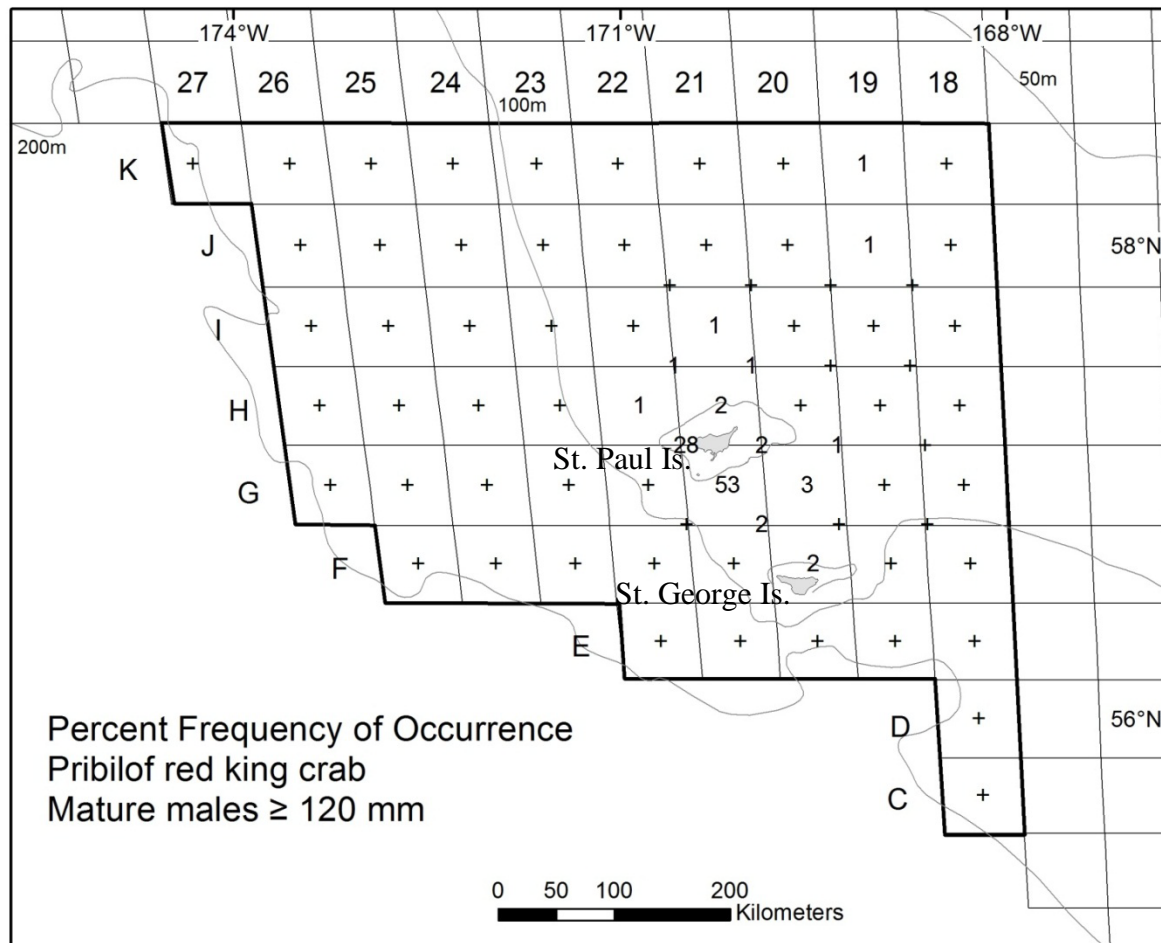 174°W 171°W 168°W
27 26 25 24 23 22 21 20 19 18
50m
100m
200m
K + + + + + + + + 1 +
J + + + + + + + 1 + 58°N
+ + + +
I + + + + + 1 + + +
1 1 + +
H + + + + 1 2 + + +
28 2 1 +
St. Paul Is.
G + + + + + 53 3 + +
+ 2 + +
F + + + + + 2 + +
St. George Is.
E + + + + +
D + 56°N
C +
Percent Frequency of Occurrence
Pribilof red king crab
Mature males ≥ 120 mm
0 50 100 200
Kilometers